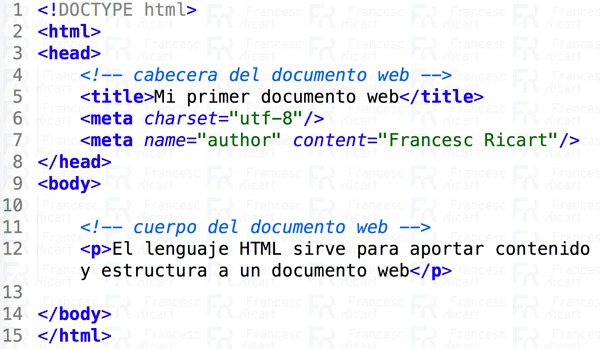 1 <!DOCTYPE html>
2 <html>
3 <head>
4 <!-- cabecera del documento web -->
5 <title>Mi primer documento web</title>
6 <meta charset="utf-8"/>
7 <meta name="author" content="Francesc Ricart"/>
8 </head>
9 <body>
10
11 <!-- cuerpo del documento web -->
12 <p>El lenguaje HTML sirve para aportar contenido
y estructura a un documento web</p>
13
14 </body>
15 </html>